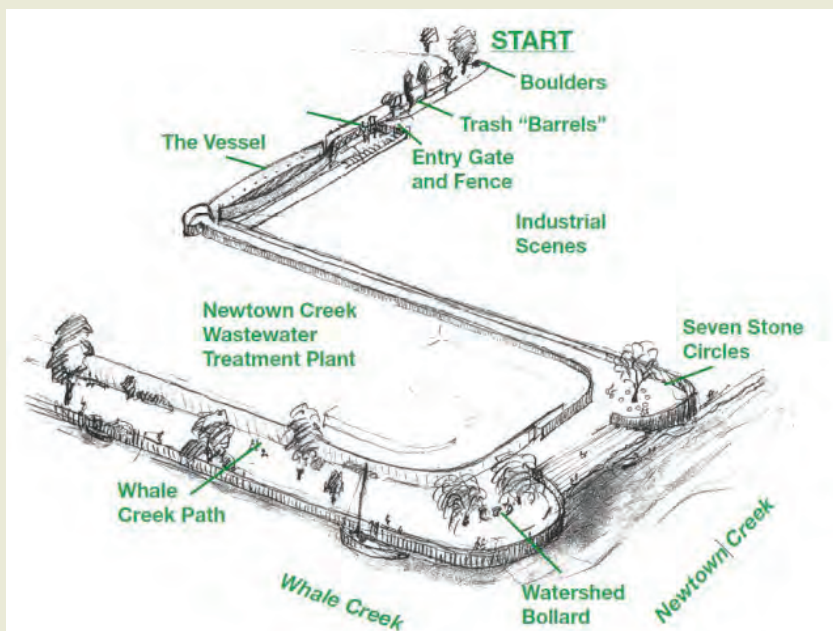 START
Boulders
Trash “Barrels”
The Vessel
Entry Gate
and Fence
Industrial
Scenes
Newtown Creek
Wastewater
Treatment Plant
Seven Stone
Circles
Whale
Creek Path
Watershed
Bollard
Whale Creek
Newtown Creek